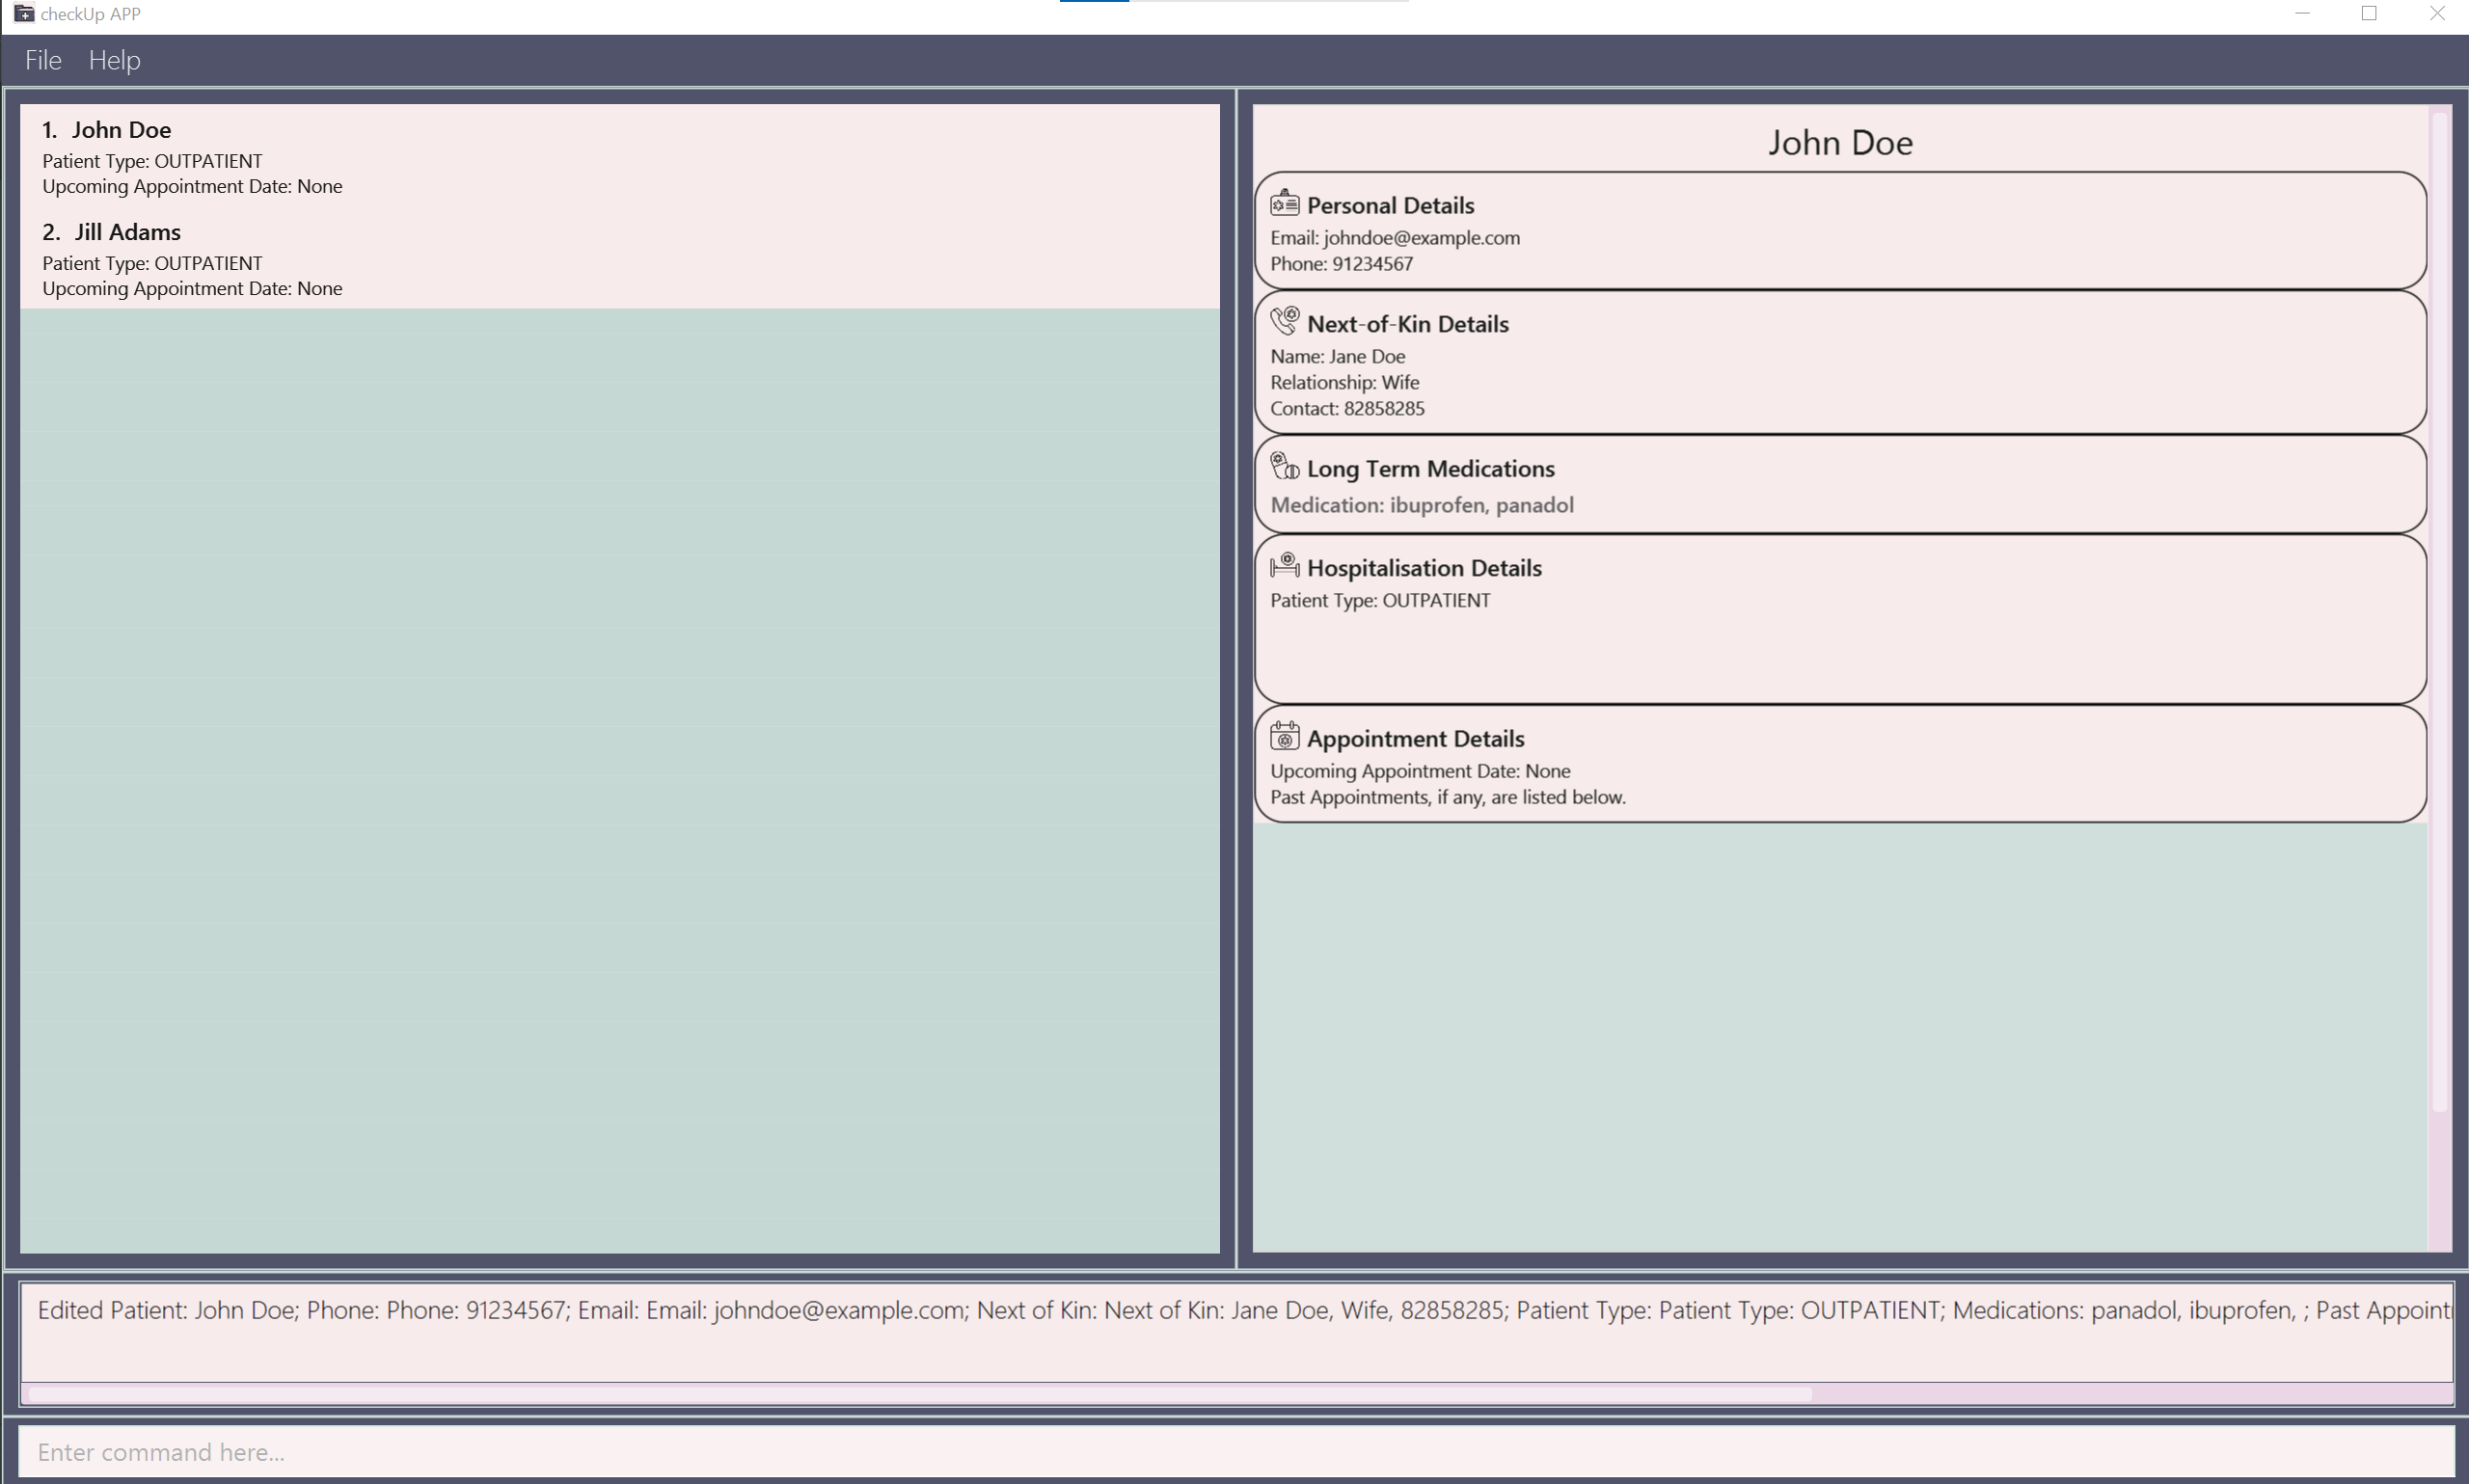 checkUp APP
File Help
1. John Doe
Patient Type: OUTPATIENT
Upcoming Appointment Date: None
2. Jill Adams
Patient Type: OUTPATIENT
Upcoming Appointment Date: None
John Doe
Personal Details
Email: johndoe@example.com
Phone: 91234567
Next-of-Kin Details
Name: Jane Doe
Relationship: Wife
Contact: 82858285
Long Term Medications
Medication: ibuprofen, panadol
Hospitalisation Details
Patient Type: OUTPATIENT
Appointment Details
Upcoming Appointment Date: None
Past Appointments, if any, are listed below.
Edited Patient: John Doe; Phone: Phone: 91234567; Email: Email: johndoe@example.com; Next of Kin: Next of Kin: Jane Doe, Wife, 82858285; Patient Type: Patient Type: OUTPATIENT; Medications: panadol, ibuprofen, ; Past
Enter command here...